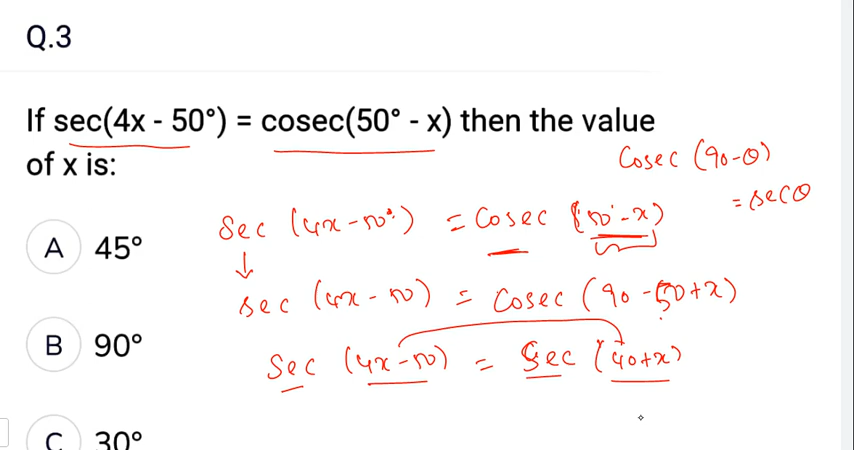 Q.3
If sec(4x - 50°) = cosec(50° - x) then the value
of x is:
Cosec (90-θ)
= secθ
A 45°
Sec (4x-50°) = Cosec (50°-x)
↓
sec (4x-50) = Cosec (90-50+x)
B 90°
Sec (4x-50) = Sec (40+x)
C 30°